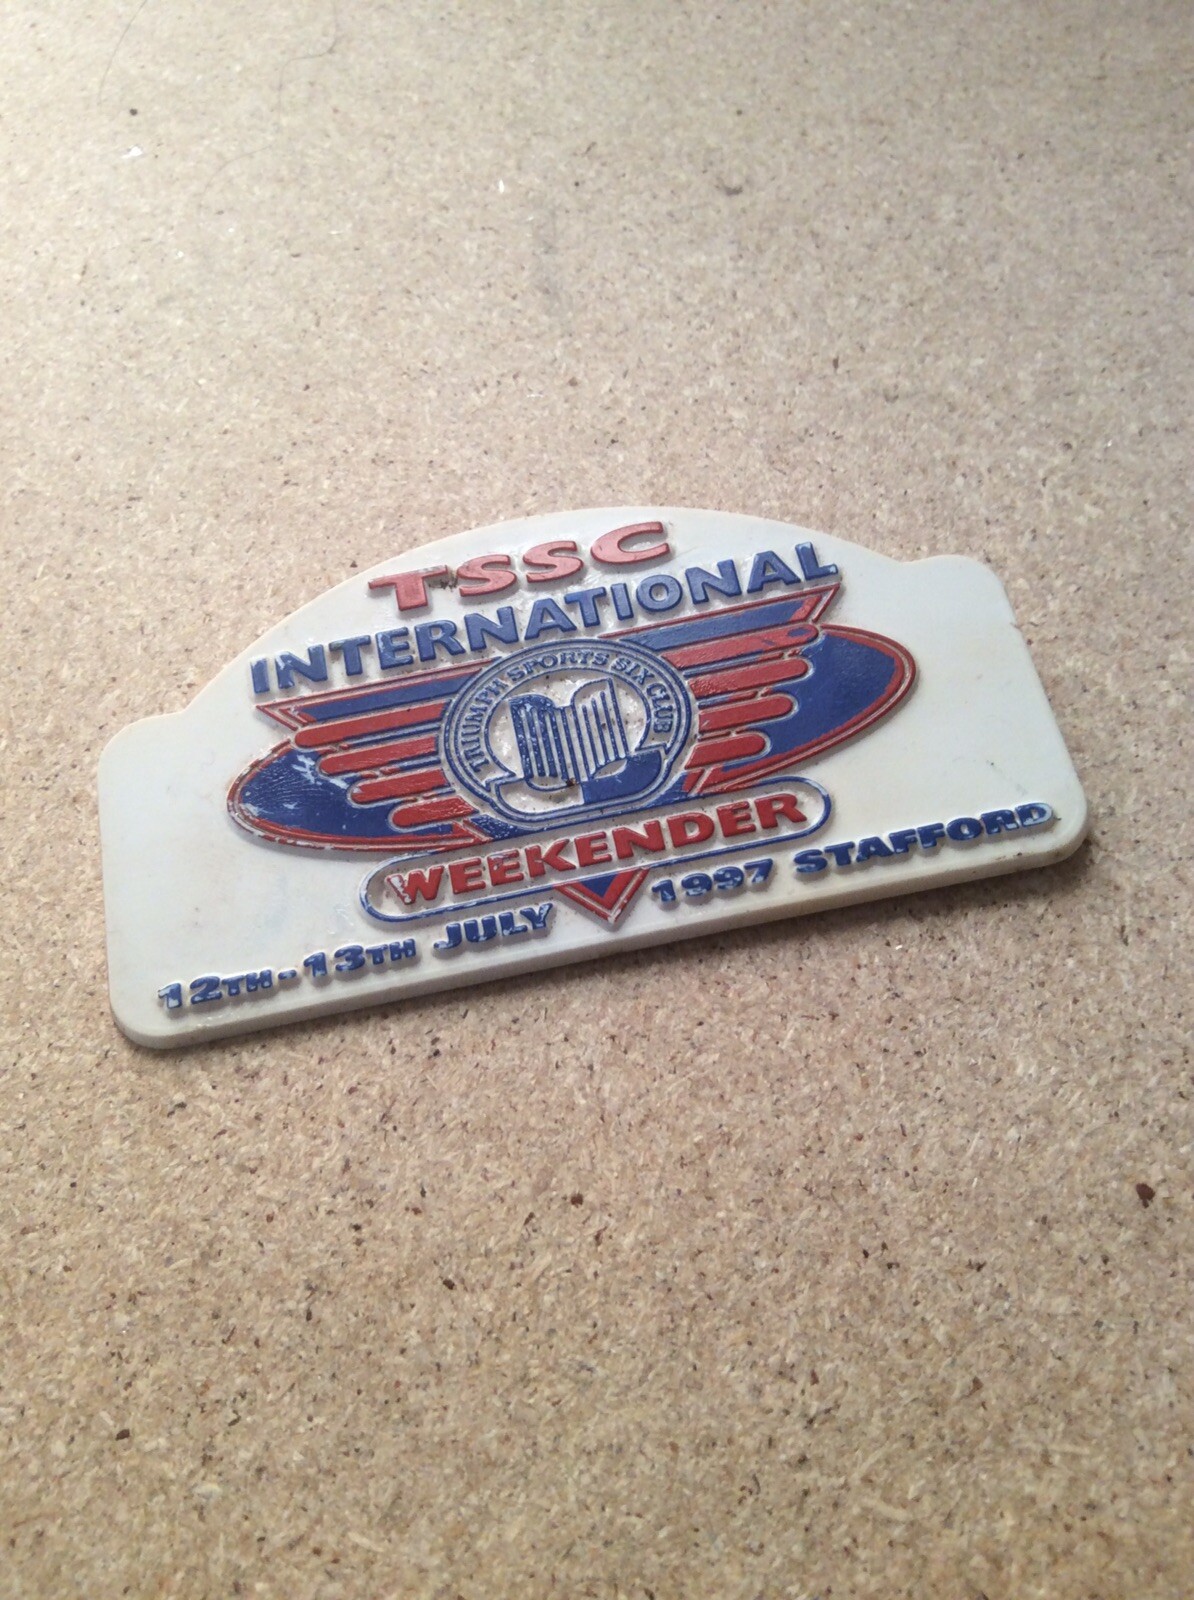 TSSC
INTERNATIONAL
TRIUMPH SPORTS SIX CLUB
WEEKENDER
12TH-13TH JULY 1997 STAFFORD